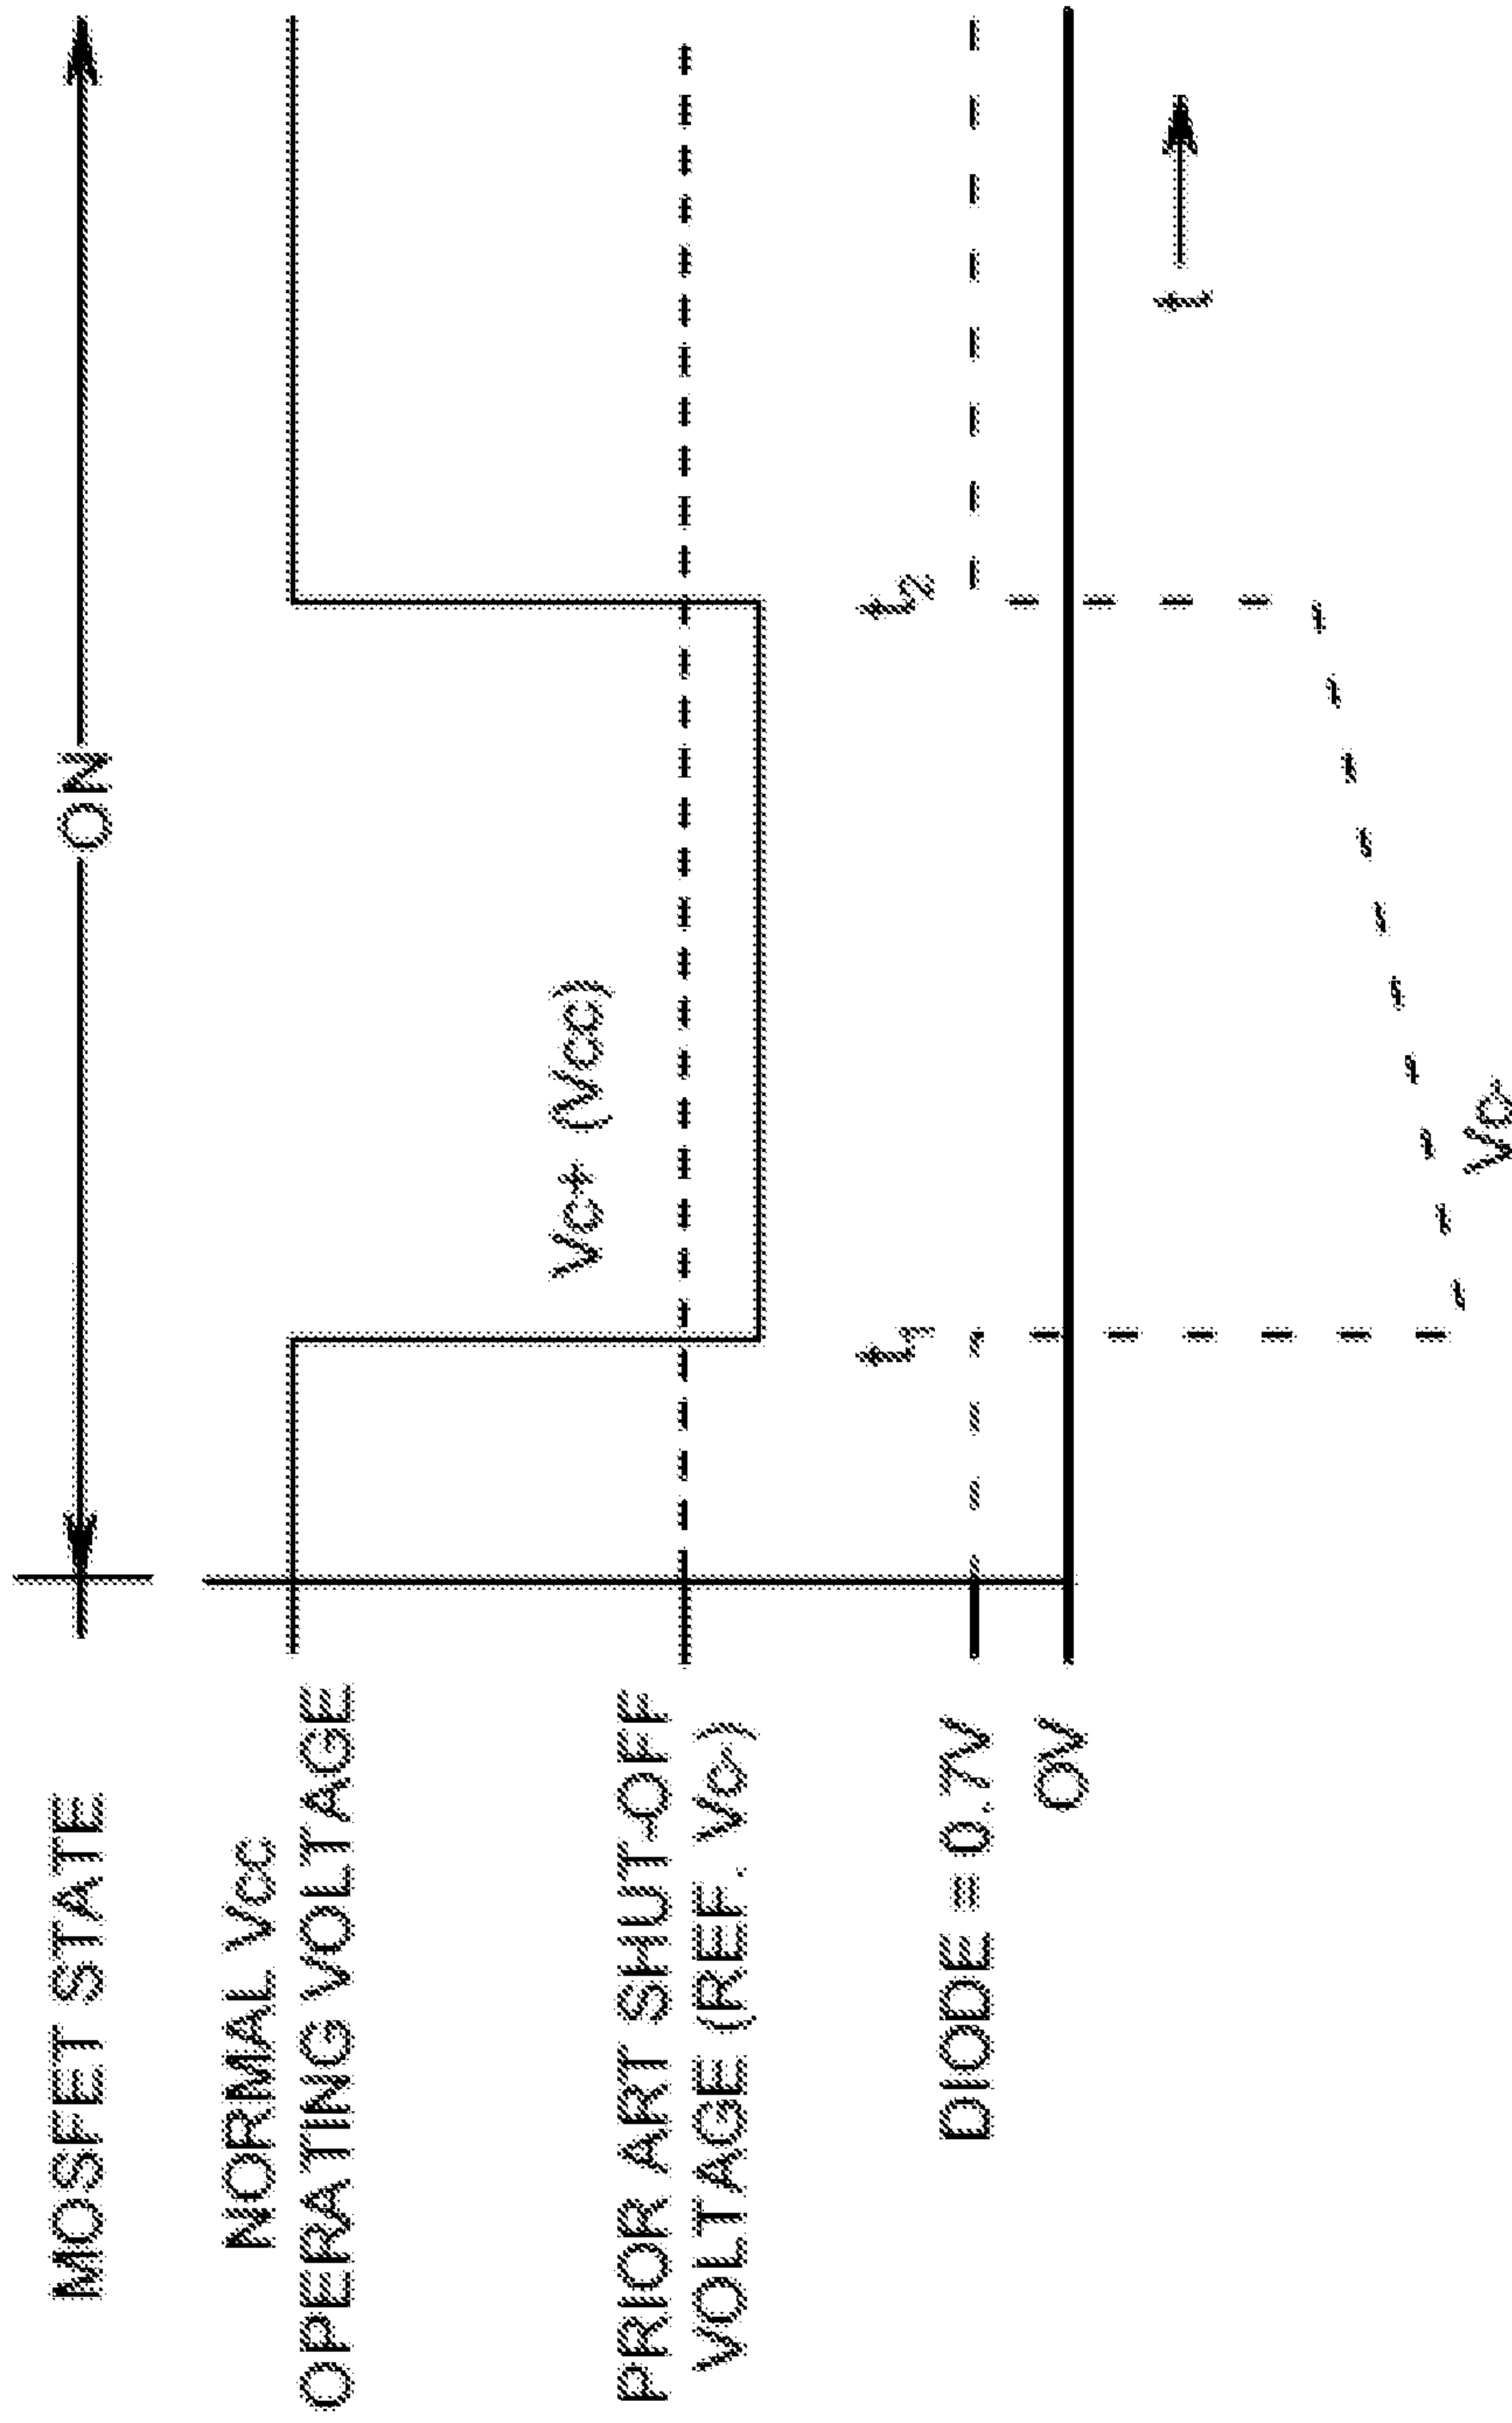 MOSFET STATE
ON
NORMAL Vcc
OPERATING VOLTAGE
Vc+ (Vcc)
PRIOR ART SHUT-OFF
VOLTAGE (REF. Vc-)
t1
t2
DIODE = 0.7V
0V
t
Vc-